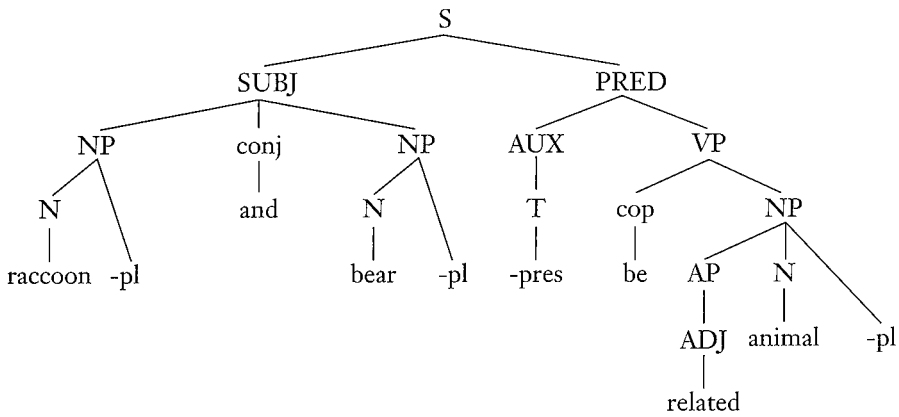 S
SUBJ PRED
NP conj NP AUX VP
N and N T cop NP
raccoon -pl bear -pl -pres be AP N
ADJ animal -pl
related